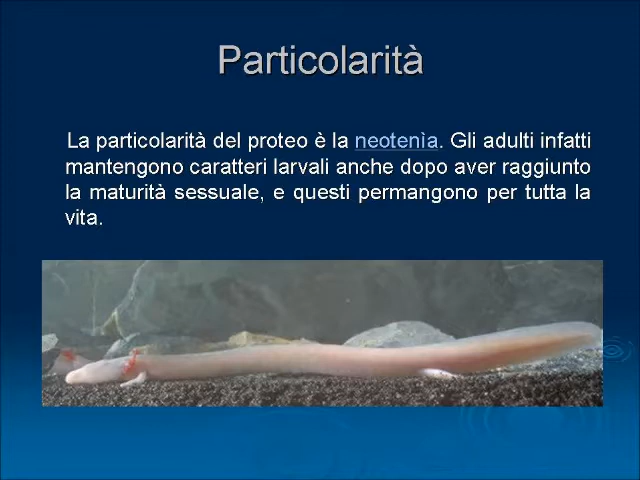 Particolarità
La particolarità del proteo è la neotenìa. Gli adulti infatti
mantengono caratteri larvali anche dopo aver raggiunto
la maturità sessuale, e questi permangono per tutta la
vita.